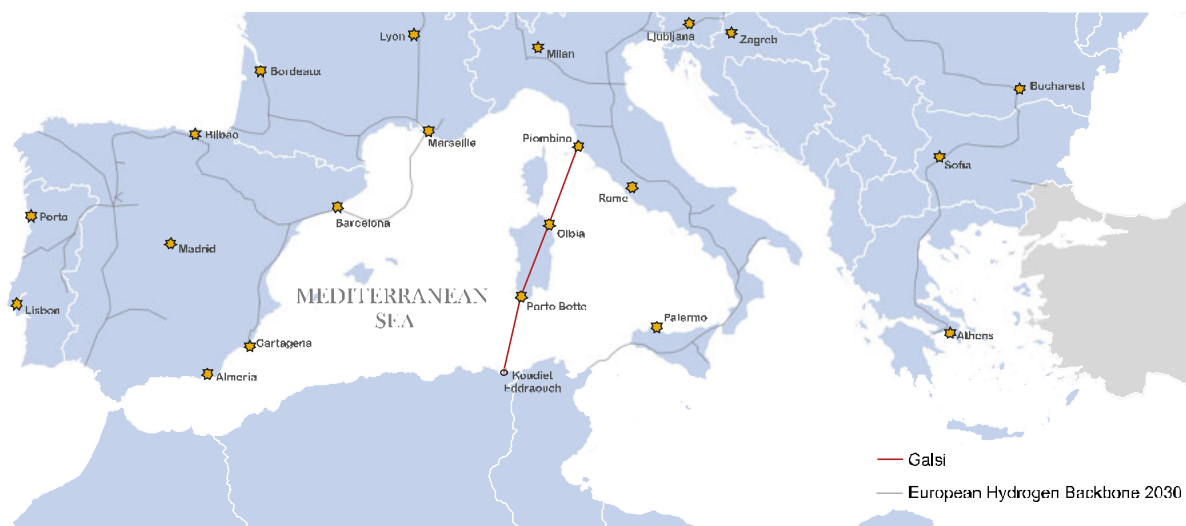 Ljubljana
Lyon
Zagreb
Milan
Bordeaux
Bucharest
Bilbao
Marseille
Piombino
Sofia
Rome
Porto
Barcelona
Olbia
Madrid
MEDITERRANEAN
SEA
Porto Botte
Lisbon
Palermo
Athens
Cartagena
Almeria
Koudiet
Eddraouch
Galsi
European Hydrogen Backbone 2030